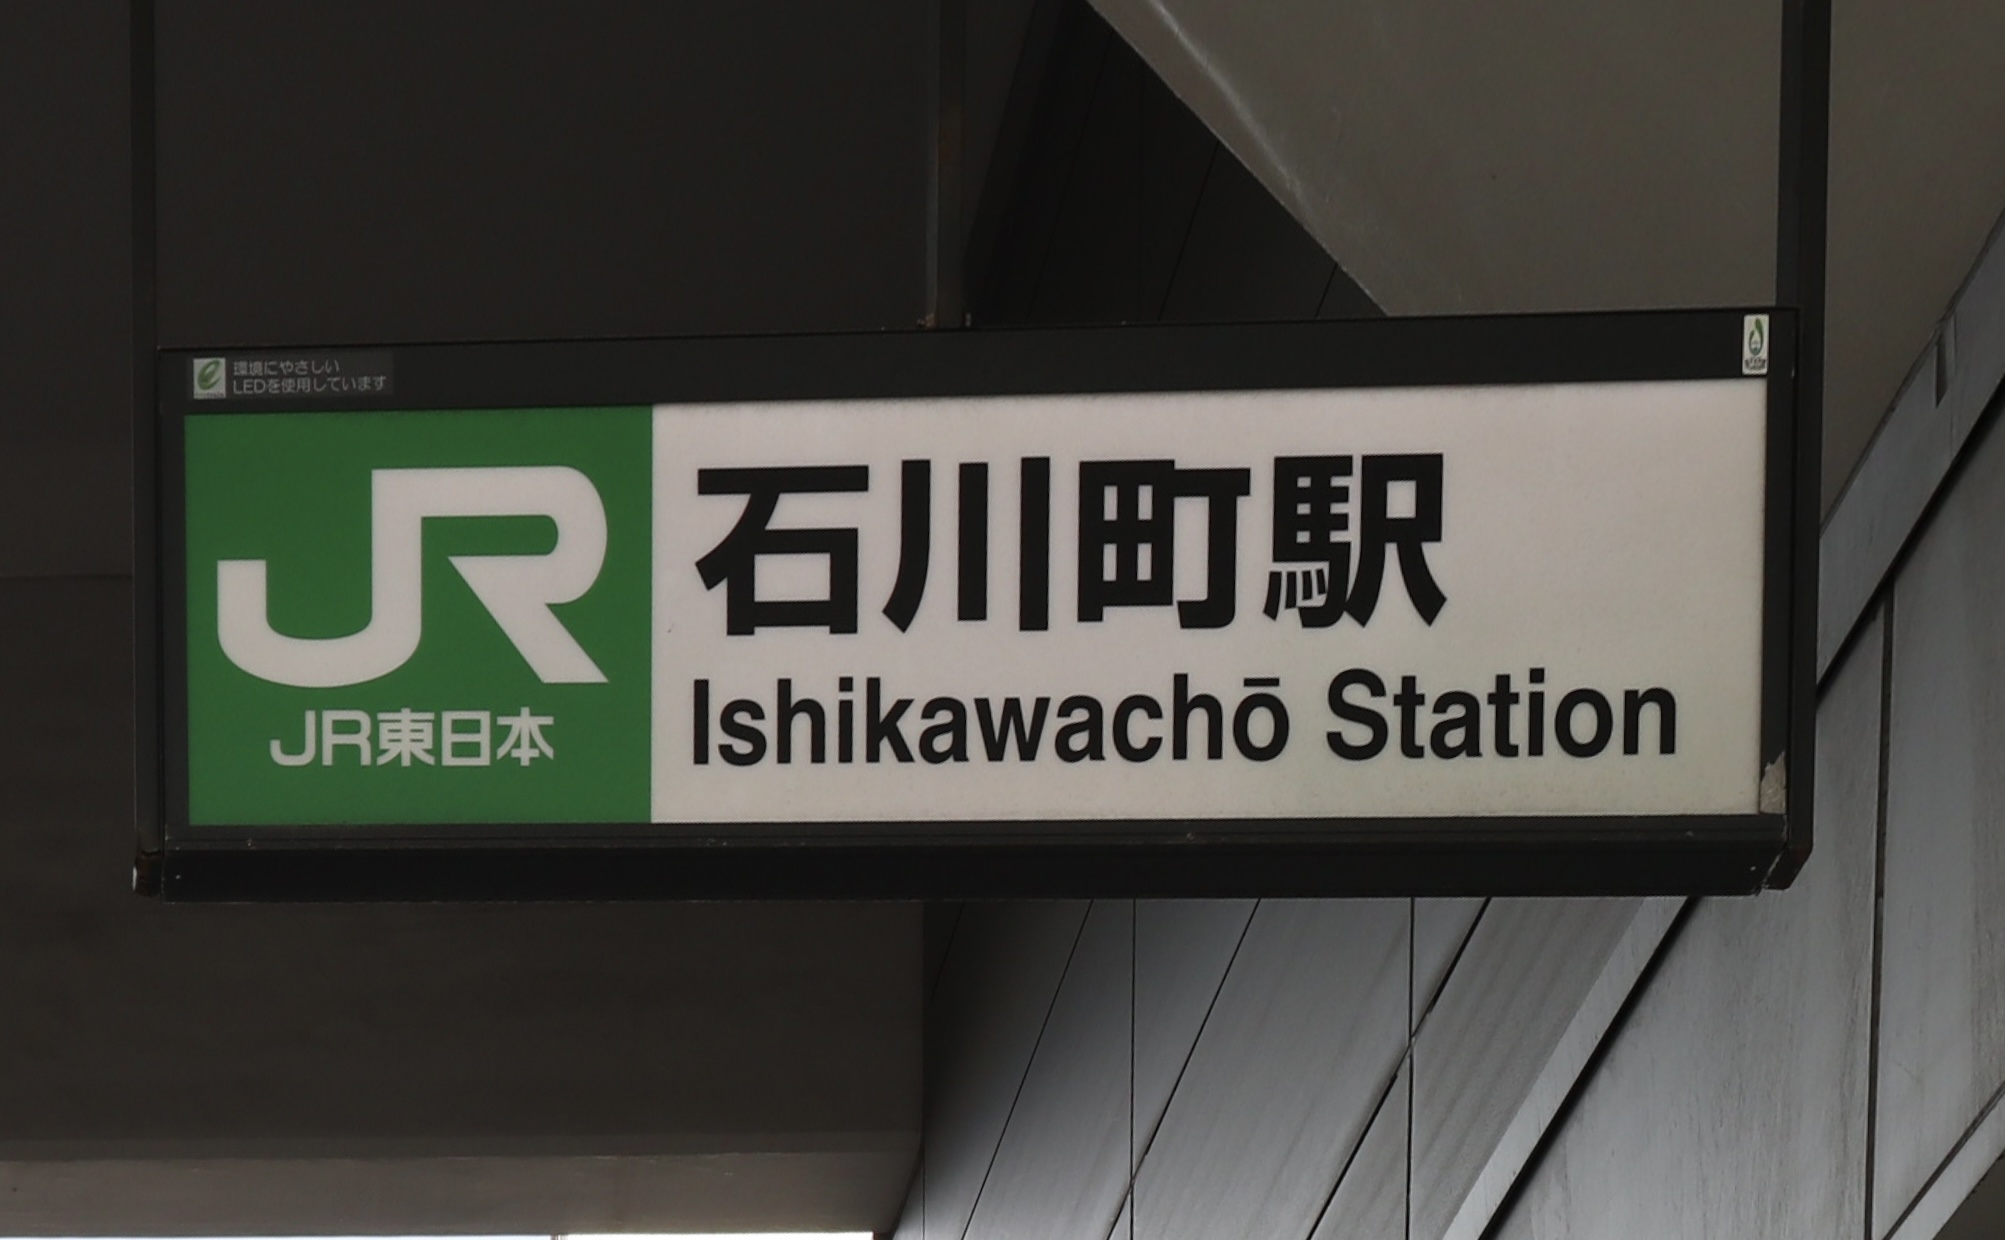 環境にやさしい
LEDを使用しています
JR
JR東日本
石川町駅
Ishikawachō Station